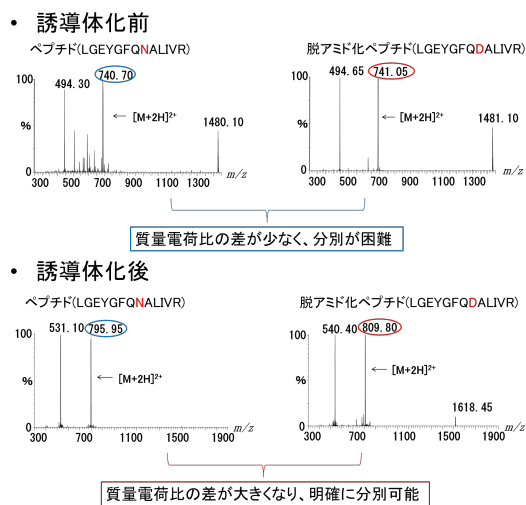 • 誘導体化前
ペプチド(LGEYGFQNALIVR)
脱アミド化ペプチド(LGEYGFQDALIVR)
100
494.30
740.70
[M+2H]²⁺
1480.10
%
0
300 500 700 900 1100 1300
m/z
100
494.65
741.05
[M+2H]²⁺
1481.10
%
0
300 500 700 900 1100 1300
m/z
質量電荷比の差が少なく、分別が困難
• 誘導体化後
ペプチド(LGEYGFQNALIVR)
脱アミド化ペプチド(LGEYGFQDALIVR)
100
531.10
795.95
[M+2H]²⁺
%
0
300 700 1100 1500 1900
m/z
100
540.40
809.80
[M+2H]²⁺
1618.45
%
0
300 700 1100 1500 1900
m/z
質量電荷比の差が大きくなり、明確に分別可能